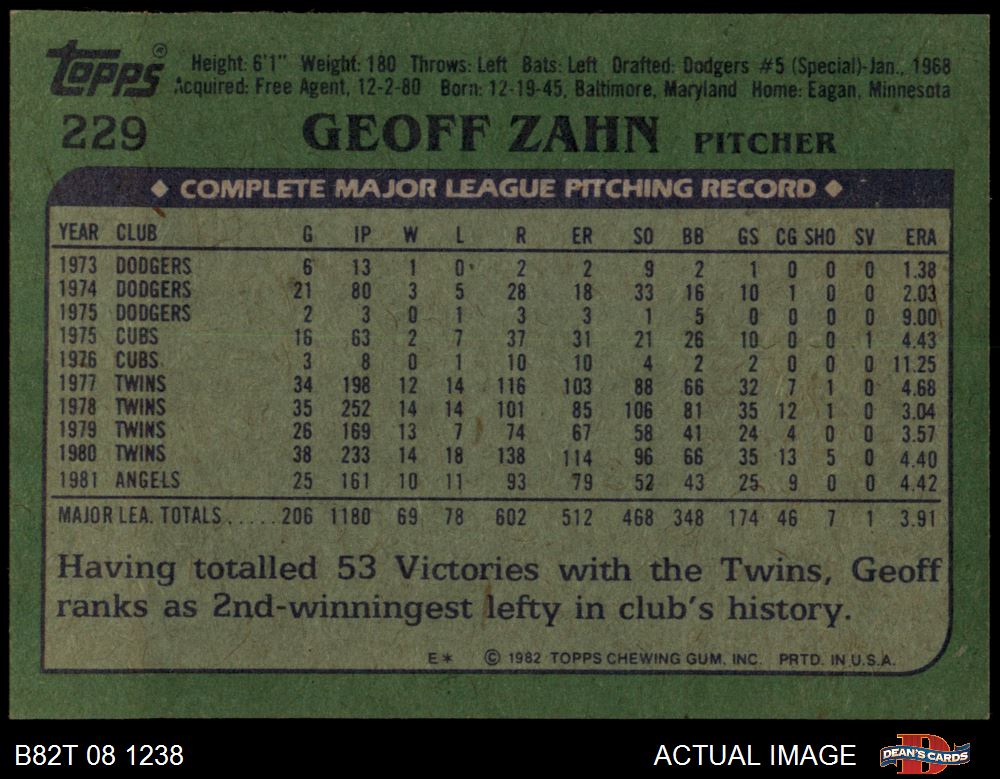 Topps® Height: 6'1" Weight: 180 Throws: Left Bats: Left Drafted: Dodgers #5 (Special)-Jan., 1968
Acquired: Free Agent, 12-2-80 Born: 12-19-45, Baltimore, Maryland Home: Eagan, Minnesota
229 GEOFF ZAHN PITCHER
◆ COMPLETE MAJOR LEAGUE PITCHING RECORD ◆
YEAR CLUB G IP W L R ER SO BB GS CG SHO SV ERA
1973 DODGERS 6 13 1 0 2 2 9 2 1 0 0 0 1.38
1974 DODGERS 21 80 3 5 28 18 33 16 10 1 0 0 2.03
1975 DODGERS 2 3 0 1 3 3 1 5 0 0 0 0 9.00
1975 CUBS 16 63 2 7 37 31 21 26 10 0 0 1 4.43
1976 CUBS 3 8 0 1 10 10 4 2 2 0 0 0 11.25
1977 TWINS 34 198 12 14 116 103 88 66 32 7 1 0 4.68
1978 TWINS 35 252 14 14 101 85 106 81 35 12 1 0 3.04
1979 TWINS 26 169 13 7 74 67 58 41 24 4 0 0 3.57
1980 TWINS 38 233 14 18 138 114 96 66 35 13 5 0 4.40
1981 ANGELS 25 161 10 11 93 79 52 43 25 9 0 0 4.42
MAJOR LEA. TOTALS.....206 1180 69 78 602 512 468 348 174 46 7 1 3.91
Having totalled 53 Victories with the Twins, Geoff
ranks as 2nd-winningest lefty in club's history.
E* © 1982 TOPPS CHEWING GUM, INC. PRTD. IN U.S.A.
B82T 08 1238 ACTUAL IMAGE DEAN'S CARDS